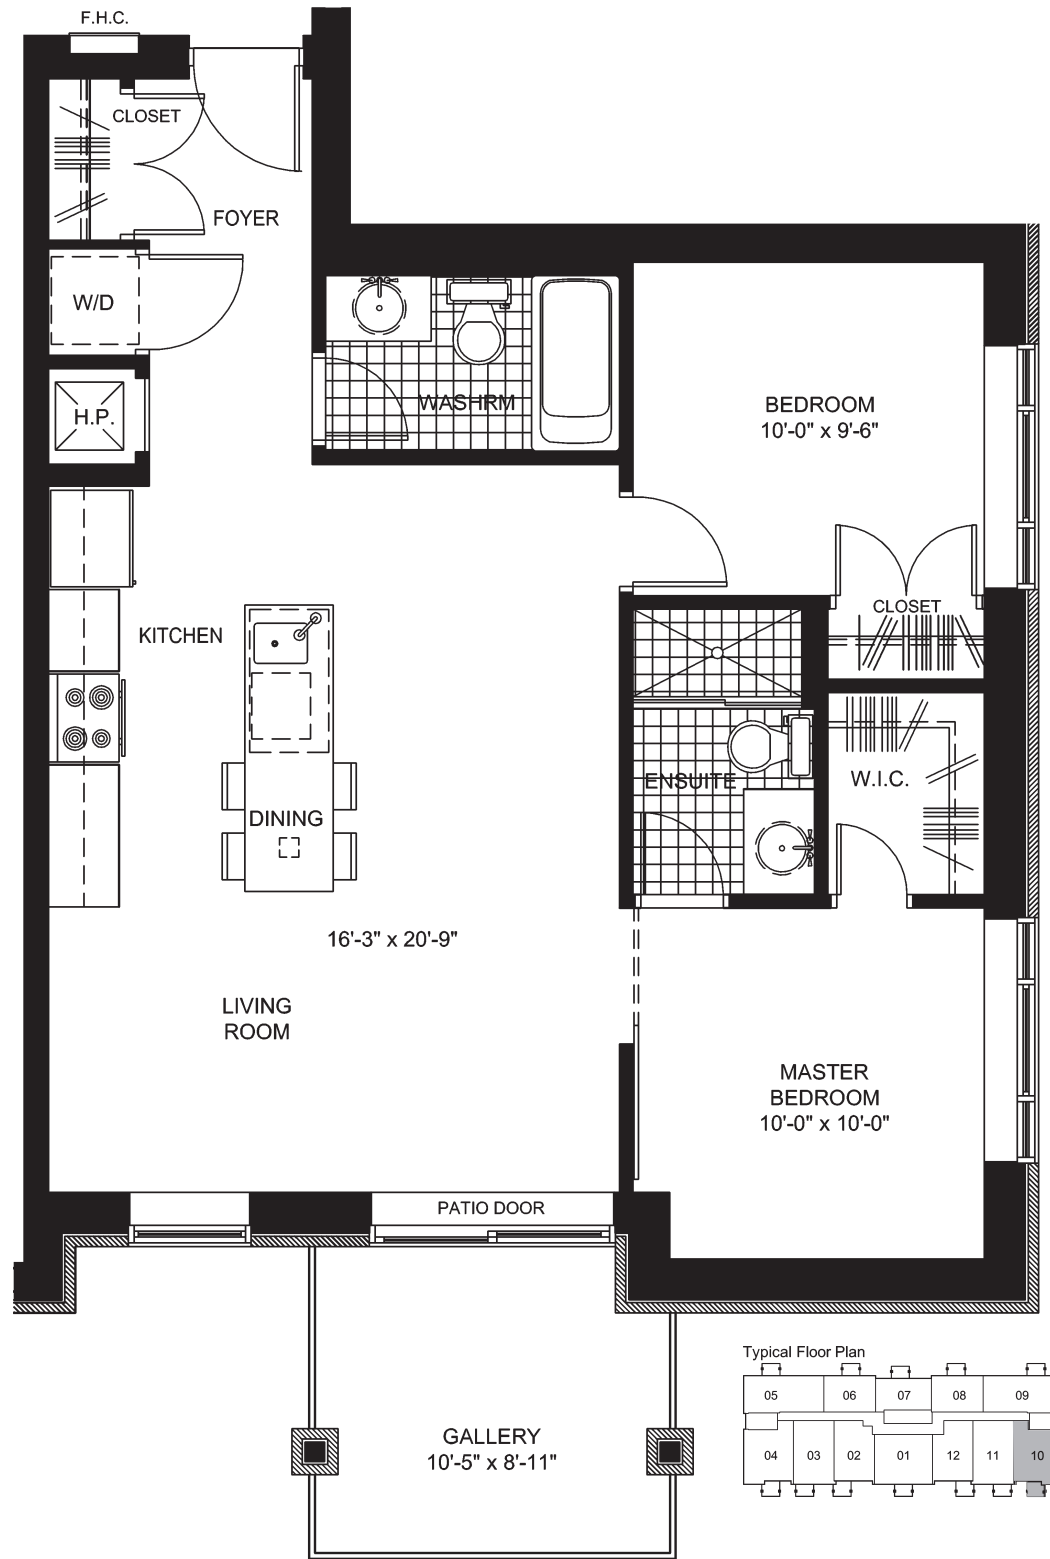 F.H.C.
CLOSET
FOYER
W/D
WASHRM
H.P.
BEDROOM
10'-0" x 9'-6"
CLOSET
KITCHEN
ENSUITE
W.I.C.
DINING
16'-3" x 20'-9"
LIVING
ROOM
MASTER
BEDROOM
10'-0" x 10'-0"
PATIO DOOR
GALLERY
10'-5" x 8'-11"
Typical Floor Plan
05 06 07 08 09
04 03 02 01 12 11 10